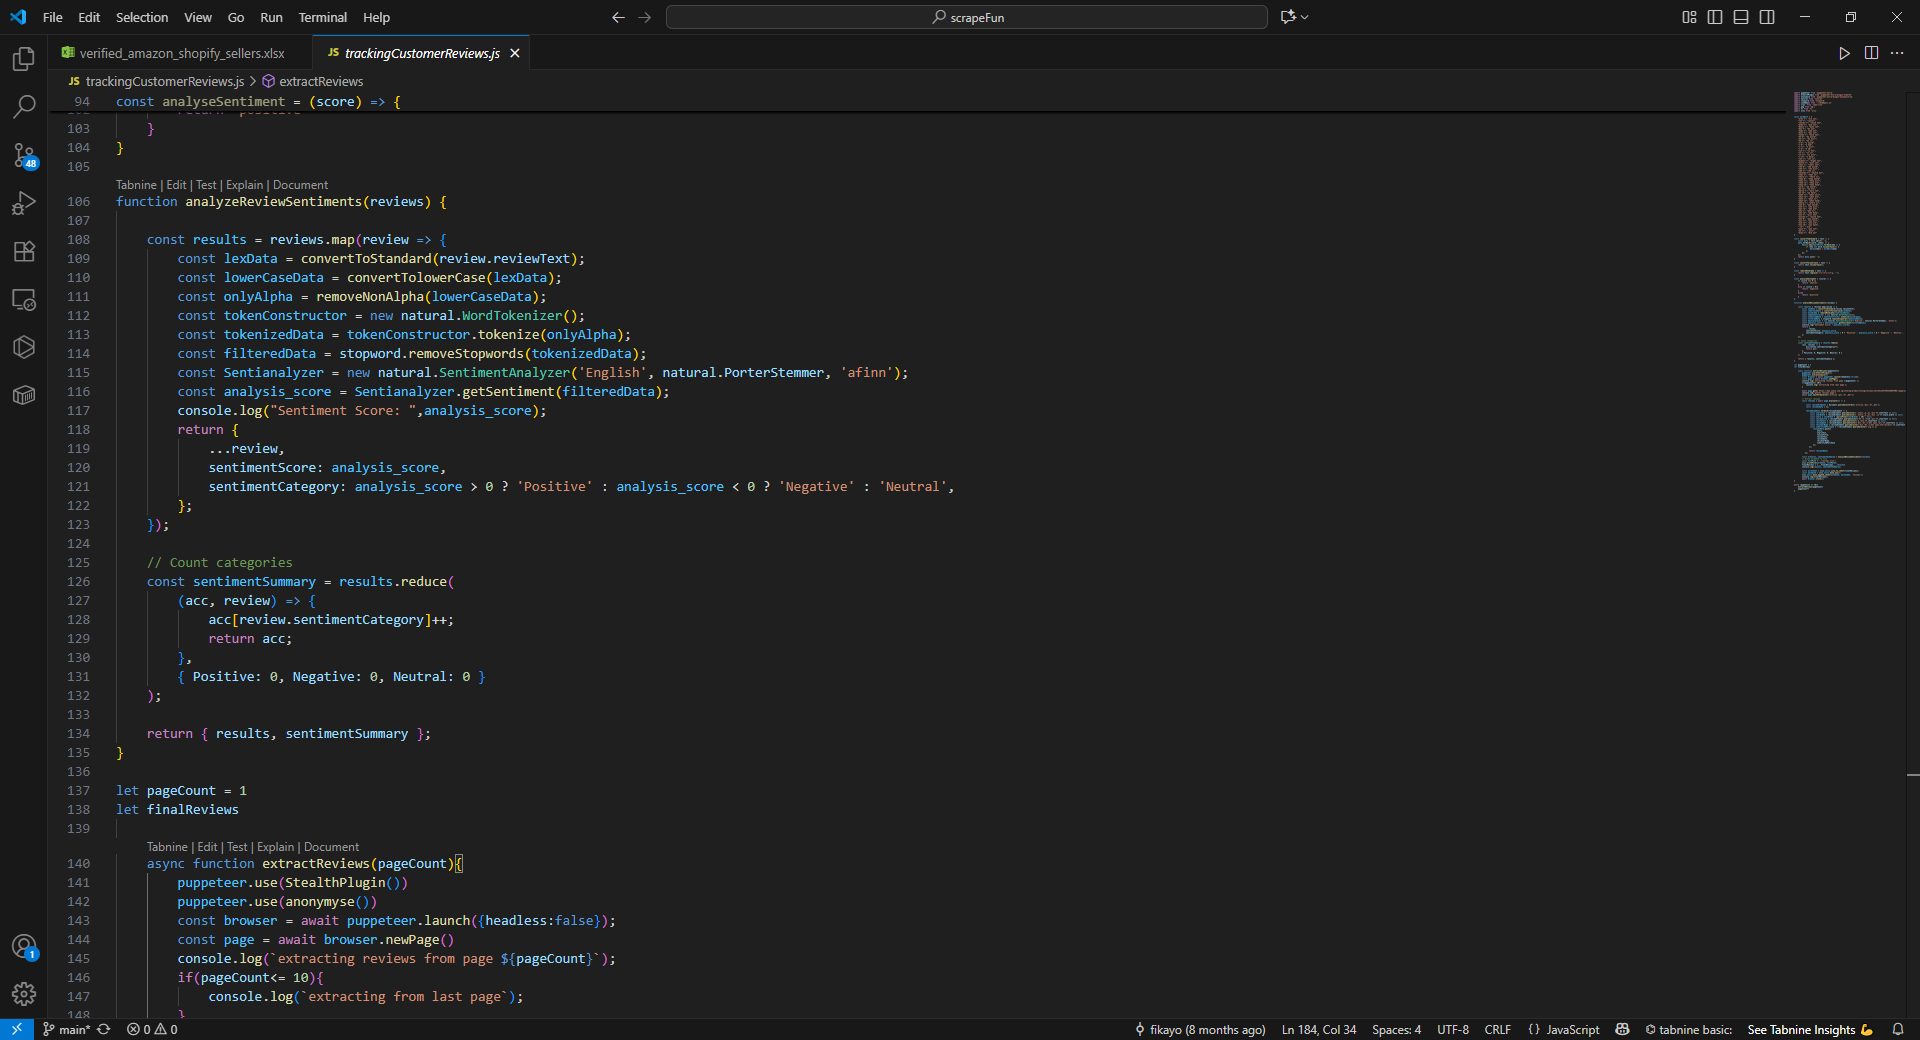 File Edit Selection View Go Run Terminal Help
scrapeFun
verified_amazon_shopify_sellers.xlsx
JS trackingCustomerReviews.js
JS trackingCustomerReviews.js > extractReviews
94 const analyseSentiment = (score) => {
103 }
104 }
105
Tabnine | Edit | Test | Explain | Document
106 function analyzeReviewSentiments(reviews) {
107
108 const results = reviews.map(review => {
109 const lexData = convertToStandard(review.reviewText);
110 const lowerCaseData = convertTolowerCase(lexData);
111 const onlyAlpha = removeNonAlpha(lowerCaseData);
112 const tokenConstructor = new natural.WordTokenizer();
113 const tokenizedData = tokenConstructor.tokenize(onlyAlpha);
114 const filteredData = stopword.removeStopwords(tokenizedData);
115 const Sentianalyzer = new natural.SentimentAnalyzer('English', natural.PorterStemmer, 'afinn');
116 const analysis_score = Sentianalyzer.getSentiment(filteredData);
117 console.log("Sentiment Score: ",analysis_score);
118 return {
119 ...review,
120 sentimentScore: analysis_score,
121 sentimentCategory: analysis_score > 0 ? 'Positive' : analysis_score < 0 ? 'Negative' : 'Neutral',
122 };
123 });
124
125 // Count categories
126 const sentimentSummary = results.reduce(
127 (acc, review) => {
128 acc[review.sentimentCategory]++;
129 return acc;
130 },
131 { Positive: 0, Negative: 0, Neutral: 0 }
132 );
133
134 return { results, sentimentSummary };
135 }
136
137 let pageCount = 1
138 let finalReviews
139
Tabnine | Edit | Test | Explain | Document
140 async function extractReviews(pageCount){
141 puppeteer.use(StealthPlugin())
142 puppeteer.use(anonymyse())
143 const browser = await puppeteer.launch({headless:false});
144 const page = await browser.newPage()
145 console.log(`extracting reviews from page ${pageCount}`);
146 if(pageCount<= 10){
147 console.log(`extracting from last page`);
148 }
48
1
main* 0 0 fikayo (8 months ago) Ln 184, Col 34 Spaces: 4 UTF-8 CRLF {} JavaScript tabnine basic: See Tabnine Insights